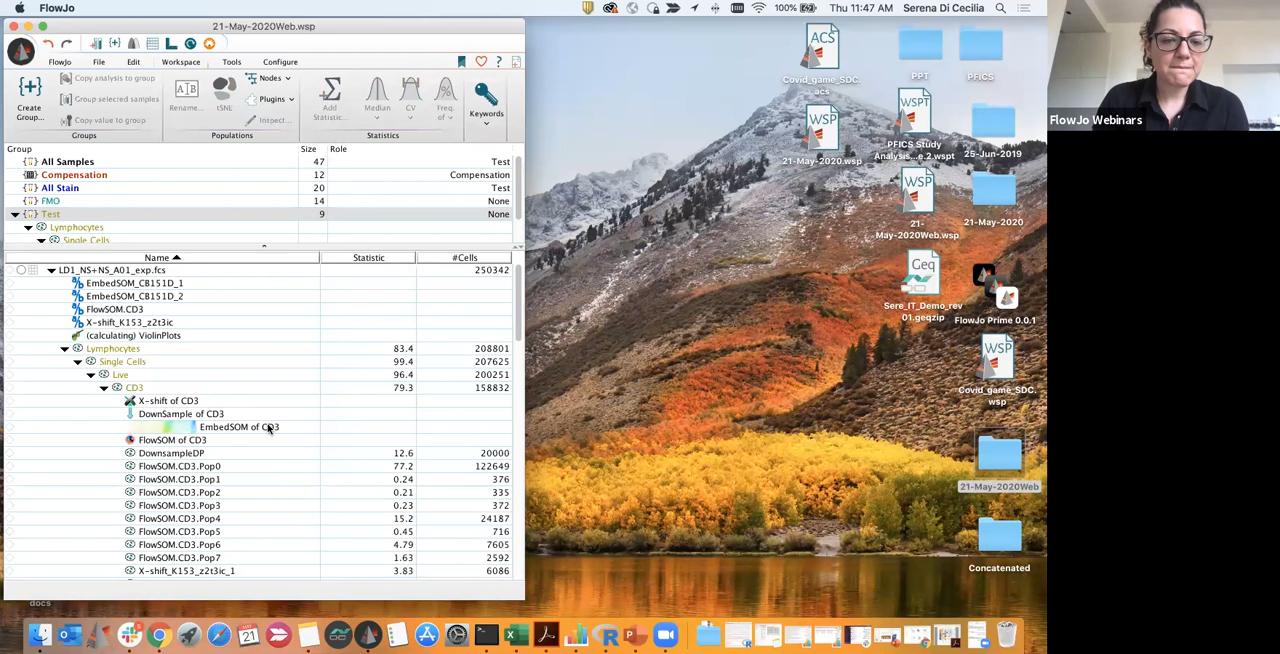 FlowJo
100%
Thu 11:47 AM Serena Di Cecilia
21-May-2020Web.wsp
FlowJo File Edit Workspace Tools Configure
Create Group...
Copy analysis to group
Group selected samples
Copy value to group
Groups
Rename...
tSNE
Nodes
Plugins
Inspect...
Populations
Add Statistic...
Median
CV
Freq. of
Statistics
Keywords
Group Size Role
All Samples 47 Test
Compensation 12 Compensation
All Stain 20 Test
FMO 14 None
Test 9 None
Lymphocytes
Single Cells
Name Statistic #Cells
LD1_NS+NS_A01_exp.fcs 250342
EmbedSOM_CB151D_1
EmbedSOM_CB151D_2
FlowSOM.CD3
X-shift_K153_z2t3ic
(calculating) ViolinPlots
Lymphocytes 83.4 208801
Single Cells 99.4 207625
Live 96.4 200251
CD3 79.3 158832
X-shift of CD3
DownSample of CD3
EmbedSOM of CD3
FlowSOM of CD3
DownsampleDP 12.6 20000
FlowSOM.CD3.Pop0 77.2 122649
FlowSOM.CD3.Pop1 0.24 376
FlowSOM.CD3.Pop2 0.21 335
FlowSOM.CD3.Pop3 0.23 372
FlowSOM.CD3.Pop4 15.2 24187
FlowSOM.CD3.Pop5 0.45 716
FlowSOM.CD3.Pop6 4.79 7605
FlowSOM.CD3.Pop7 1.63 2592
X-shift_K153_z2t3ic_1 3.83 6086
docs
ACS
Covid_game_SDC.
acs
PPT
PFICS
WSP
21-May-2020.wsp
WSPT
PFICS Study
Analysis...e.2.wspt
25-Jun-2019
WSP
21-
May-2020Web.wsp
21-May-2020
Geq
Sere_IT_Demo_rev
01.geqzip
FlowJo Prime 0.0.1
WSP
Covid_game_SDC.
wsp
21-May-2020Web
Concatenated
MAY
21
FlowJo Webinars